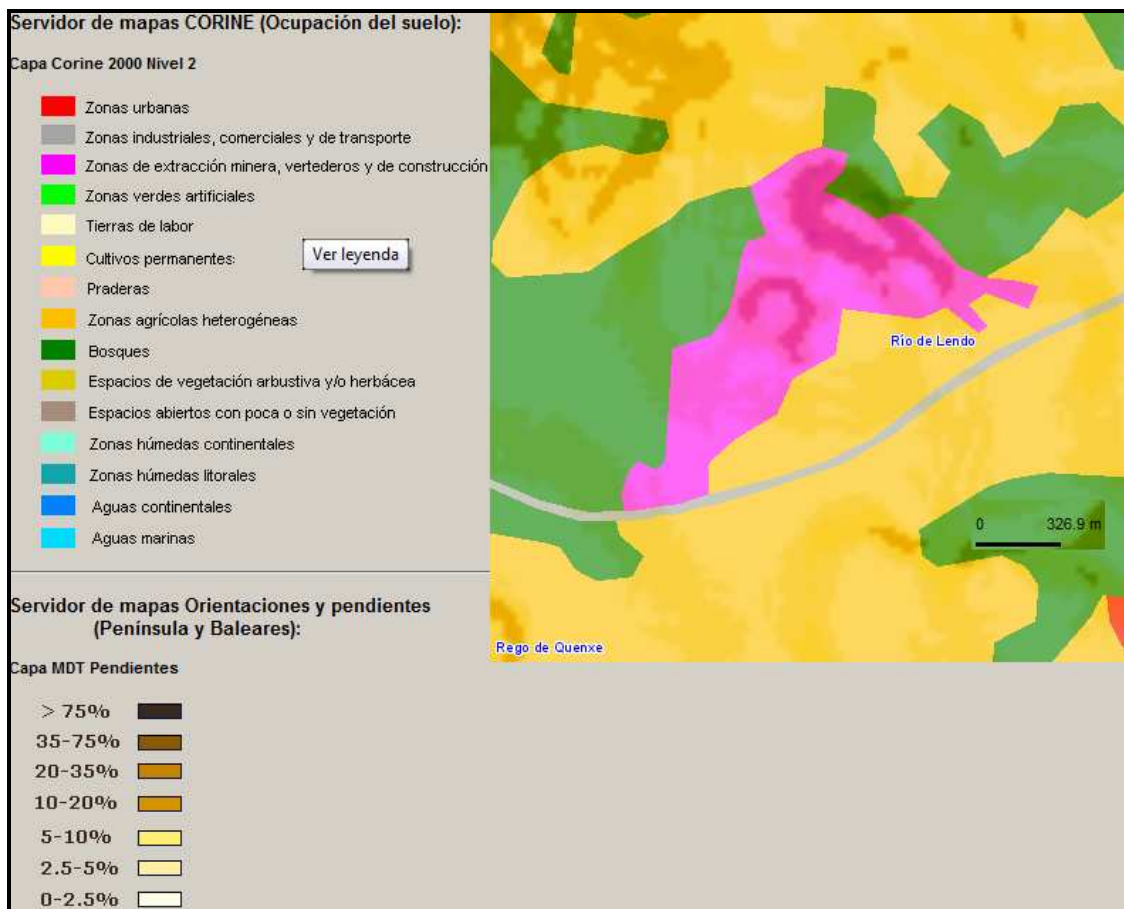 Servidor de mapas CORINE (Ocupación del suelo):
Capa Corine 2000 Nivel 2
Zonas urbanas
Zonas industriales, comerciales y de transporte
Zonas de extracción minera, vertederos y de construcción
Zonas verdes artificiales
Tierras de labor
Cultivos permanentes:
Ver leyenda
Praderas
Zonas agrícolas heterogéneas
Bosques
Espacios de vegetación arbustiva y/o herbácea
Espacios abiertos con poca o sin vegetación
Zonas húmedas continentales
Zonas húmedas litorales
Aguas continentales
Aguas marinas
Río de Lendo
0 326.9 m
Rego de Quenxe
Servidor de mapas Orientaciones y pendientes
(Península y Baleares):
Capa MDT Pendientes
> 75%
35-75%
20-35%
10-20%
5-10%
2.5-5%
0-2.5%